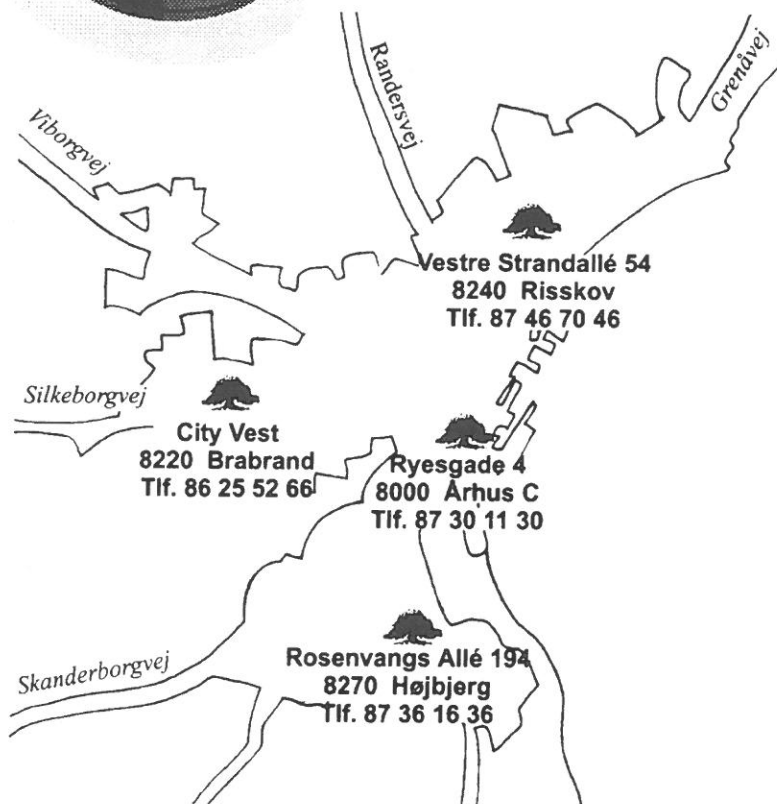 Randersvej
Grenåvej
Viborgvej
Vestre Strandallé 54
8240 Risskov
Tlf. 87 46 70 46
Silkeborgvej
City Vest
8220 Brabrand
Tlf. 86 25 52 66
Ryesgade 4
8000 Århus C
Tlf. 87 30 11 30
Skanderborgvej
Rosenvangs Allé 194
8270 Højbjerg
Tlf. 87 36 16 36